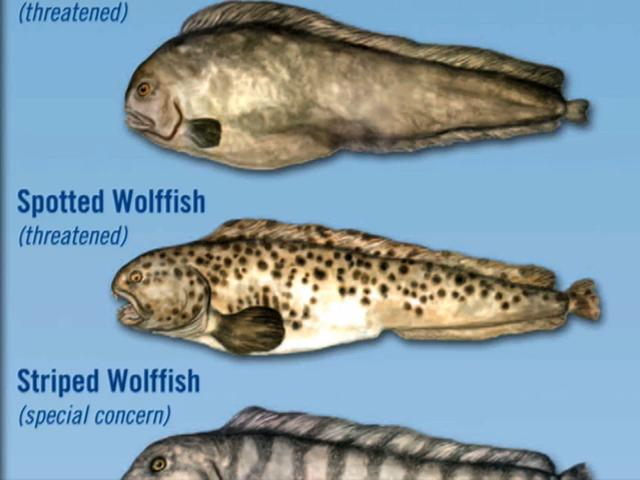 (threatened)
Spotted Wolffish
(threatened)
Striped Wolffish
(special concern)